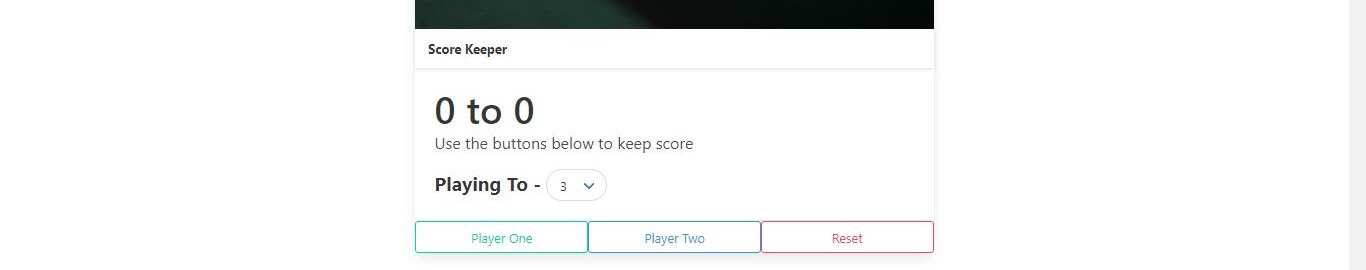 Score Keeper
0 to 0
Use the buttons below to keep score
Playing To - 3
Player One Player Two Reset